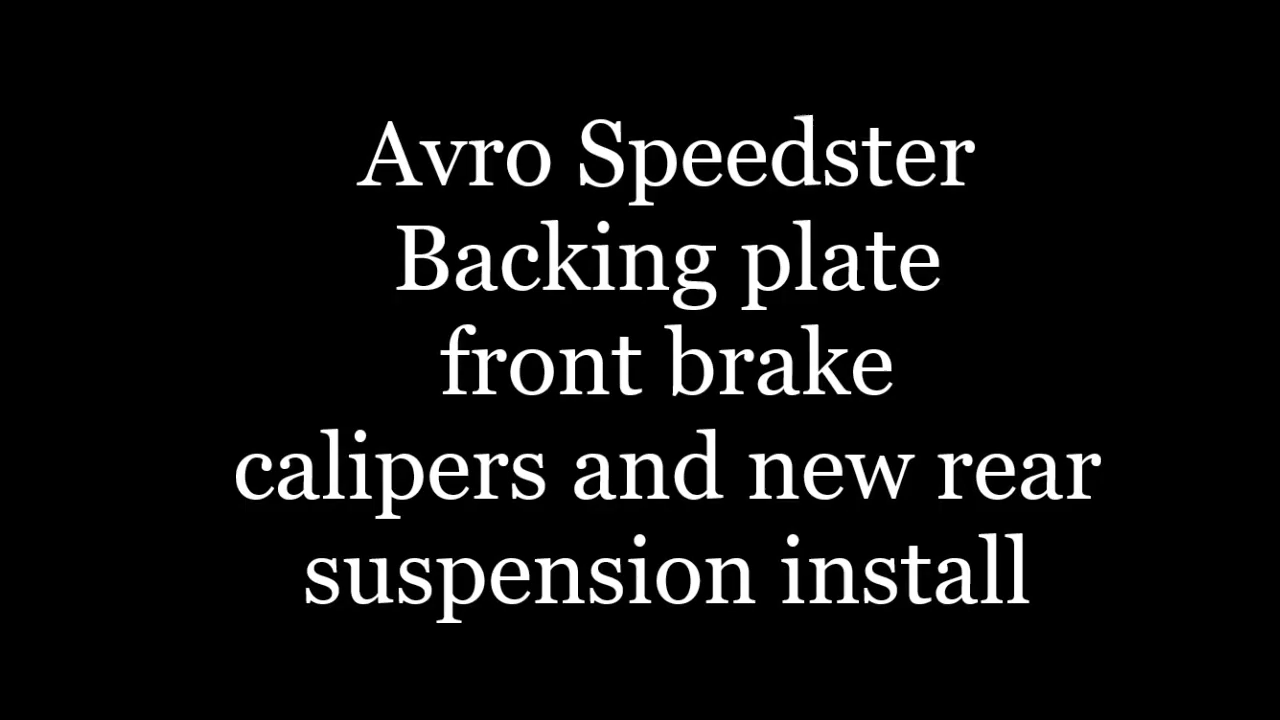 Avro Speedster
Backing plate
front brake
calipers and new rear
suspension install